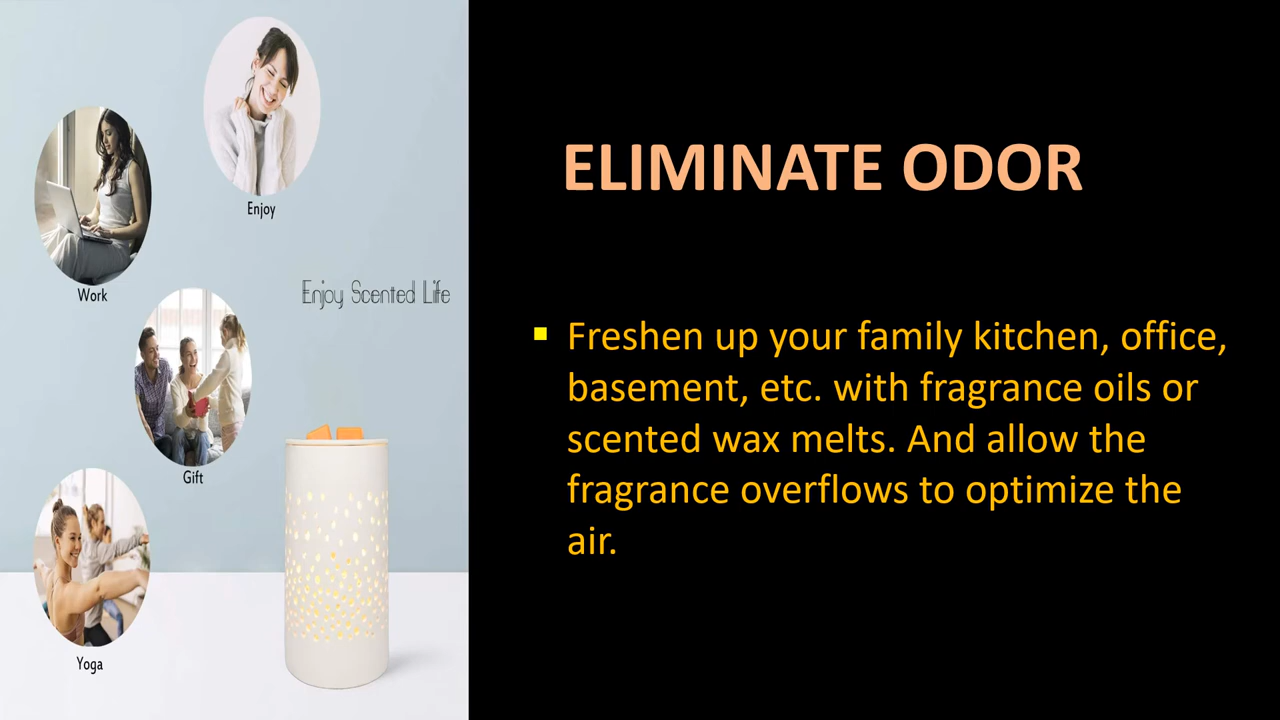 Enjoy
Work
Enjoy Scented Life
Gift
Yoga
ELIMINATE ODOR
▪ Freshen up your family kitchen, office,
basement, etc. with fragrance oils or
scented wax melts. And allow the
fragrance overflows to optimize the
air.